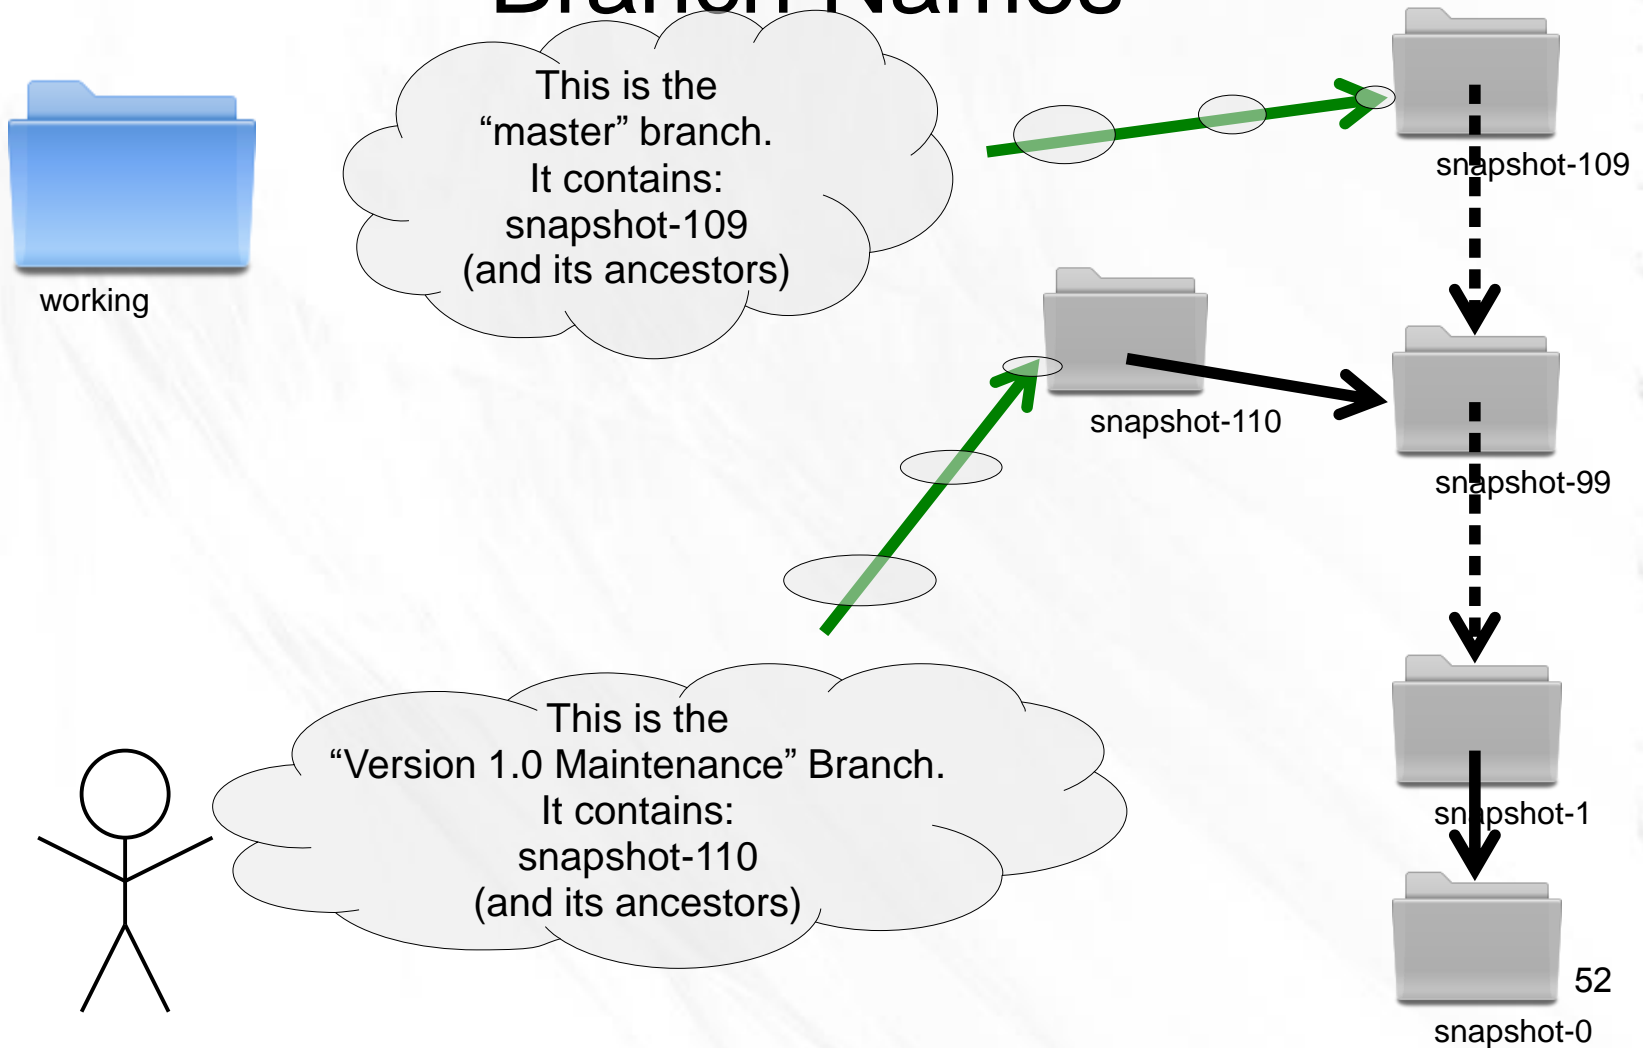 Branch Names
This is the
“master” branch.
It contains:
snapshot-109
(and its ancestors)
working
snapshot-109
snapshot-110
snapshot-99
This is the
“Version 1.0 Maintenance” Branch.
It contains:
snapshot-110
(and its ancestors)
snapshot-1
52
snapshot-0